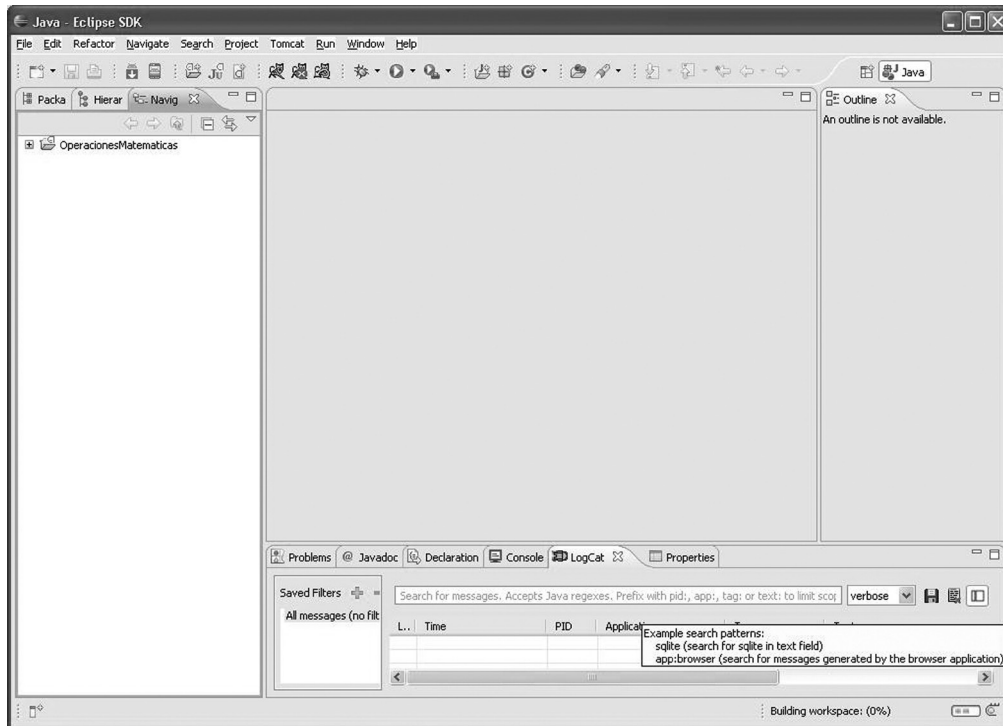 Java - Eclipse SDK
File Edit Refactor Navigate Search Project Tomcat Run Window Help
Java
Packa Hierar Navig
Outline
An outline is not available.
OperacionesMatematicas
Problems @ Javadoc Declaration Console LogCat Properties
Saved Filters
Search for messages. Accepts Java regexes. Prefix with pid:, app:, tag: or text: to limit scop
verbose
All messages (no filt
L.. Time PID Applicati
Example search patterns:
sqlite (search for sqlite in text field)
app:browser (search for messages generated by the browser application)
Building workspace: (0%)